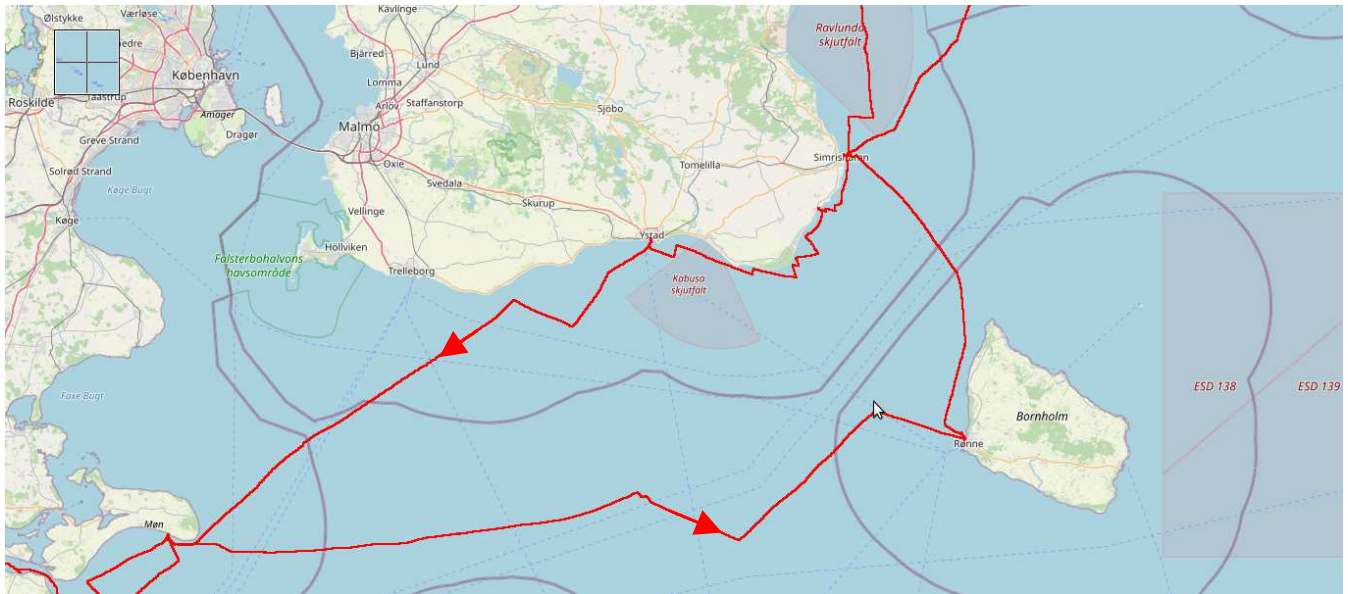 Ølstykke
Værløse
Kävlinge
Ravlunda
skjutfält
Bjärred
Lund
København
Lomma
Roskilde
Taastrup
Arlöv
Staffanstorp
Sjöbo
Amager
Malmö
Dragør
Greve Strand
Tomelilla
Solrød Strand
Oxie
Svedala
Køge Bugt
Skurup
Vellinge
Køge
Ystad
Höllviken
Falsterbohalvöns
havsområde
Trelleborg
Kabusa
skjutfält
Faxe Bugt
ESD 138
ESD 139
Bornholm
Rønne
Møn